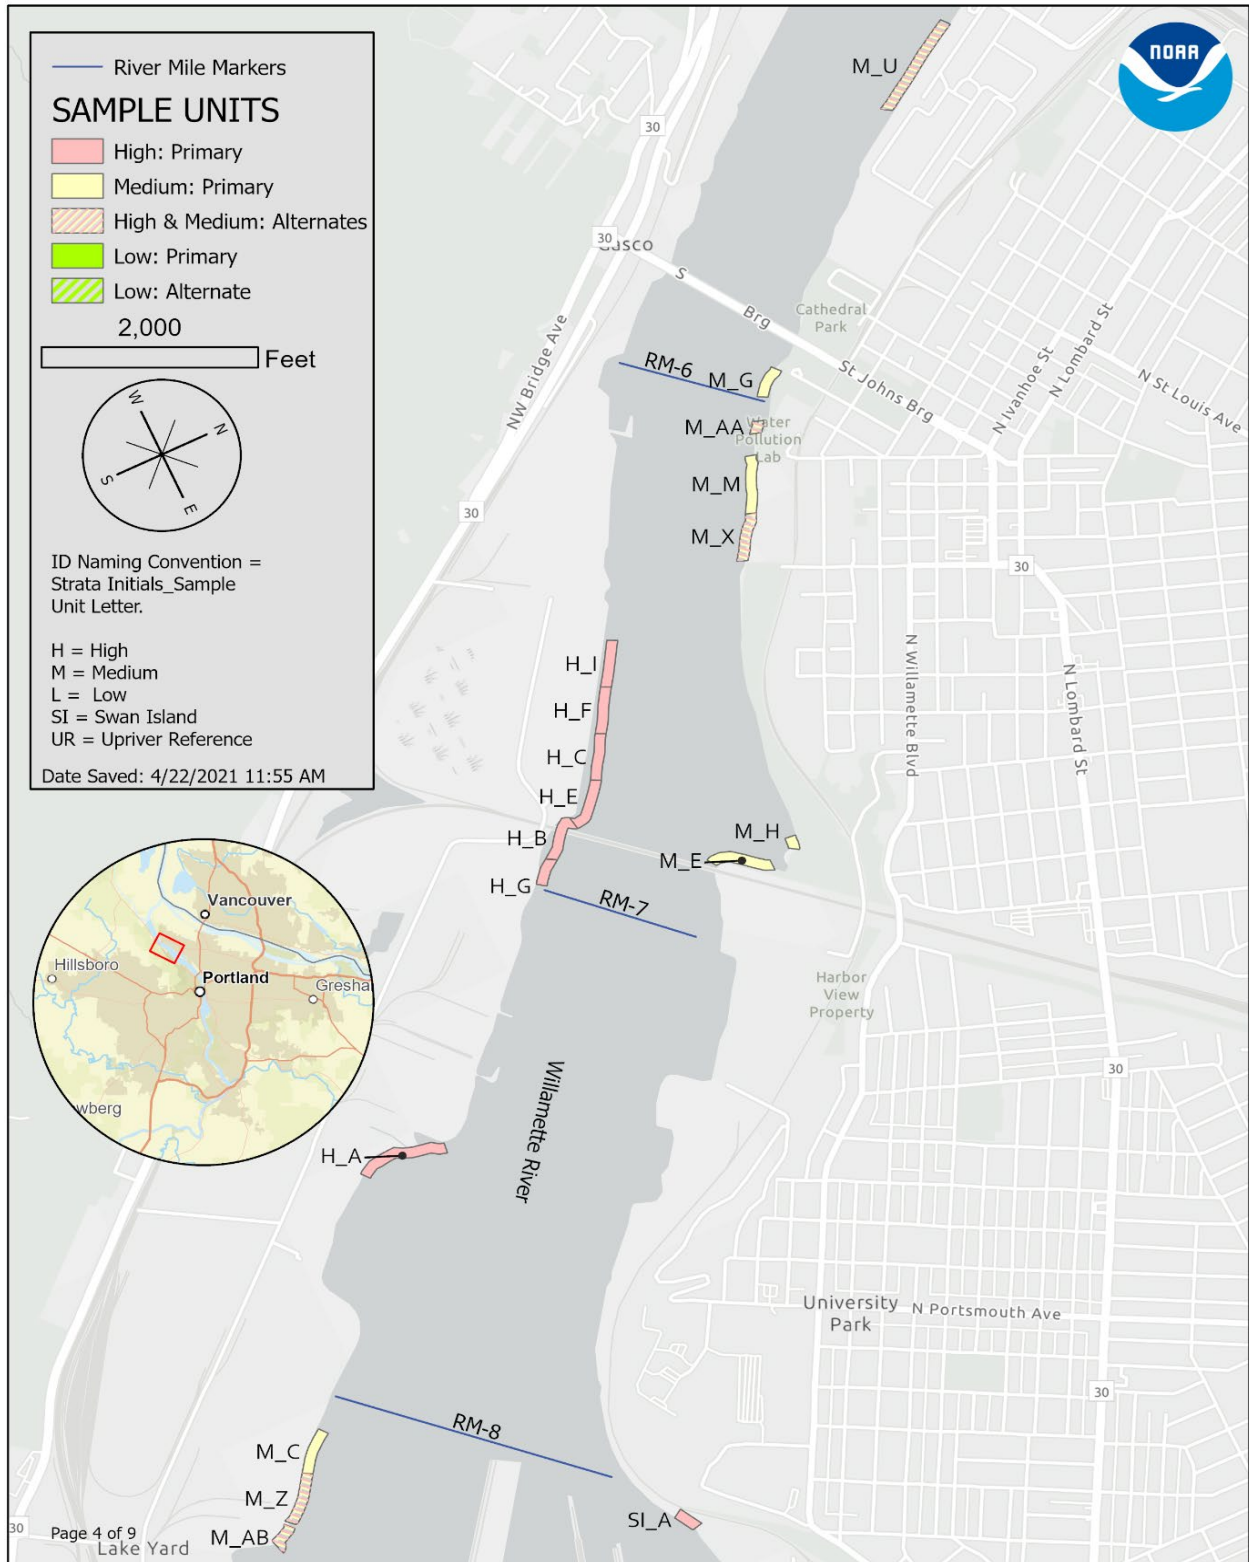 River Mile Markers
SAMPLE UNITS
High: Primary
Medium: Primary
High & Medium: Alternates
Low: Primary
Low: Alternate
2,000
Feet
W
N
S
E
ID Naming Convention =
Strata Initials_Sample
Unit Letter.
H = High
M = Medium
L = Low
SI = Swan Island
UR = Upriver Reference
Date Saved: 4/22/2021 11:55 AM
NOAA
M_U
30
30
Gasco
S
Brg
Cathedral
Park
St Johns Brg
NW Bridge Ave
N Ivanhoe St
N Lombard St
N St Louis Ave
RM-6
M_G
M_AA
Water
Pollution
Lab
M_M
M_X
30
30
H_I
H_F
H_C
H_E
H_B
H_G
N Willamette Blvd
N Lombard St
M_H
M_E
RM-7
Harbor
View
Property
Vancouver
Hillsboro
Portland
Gresha
wberg
30
Willamette River
H_A
University
Park
N Portsmouth Ave
30
RM-8
M_C
M_Z
M_AB
SI_A
30
Page 4 of 9
Lake Yard